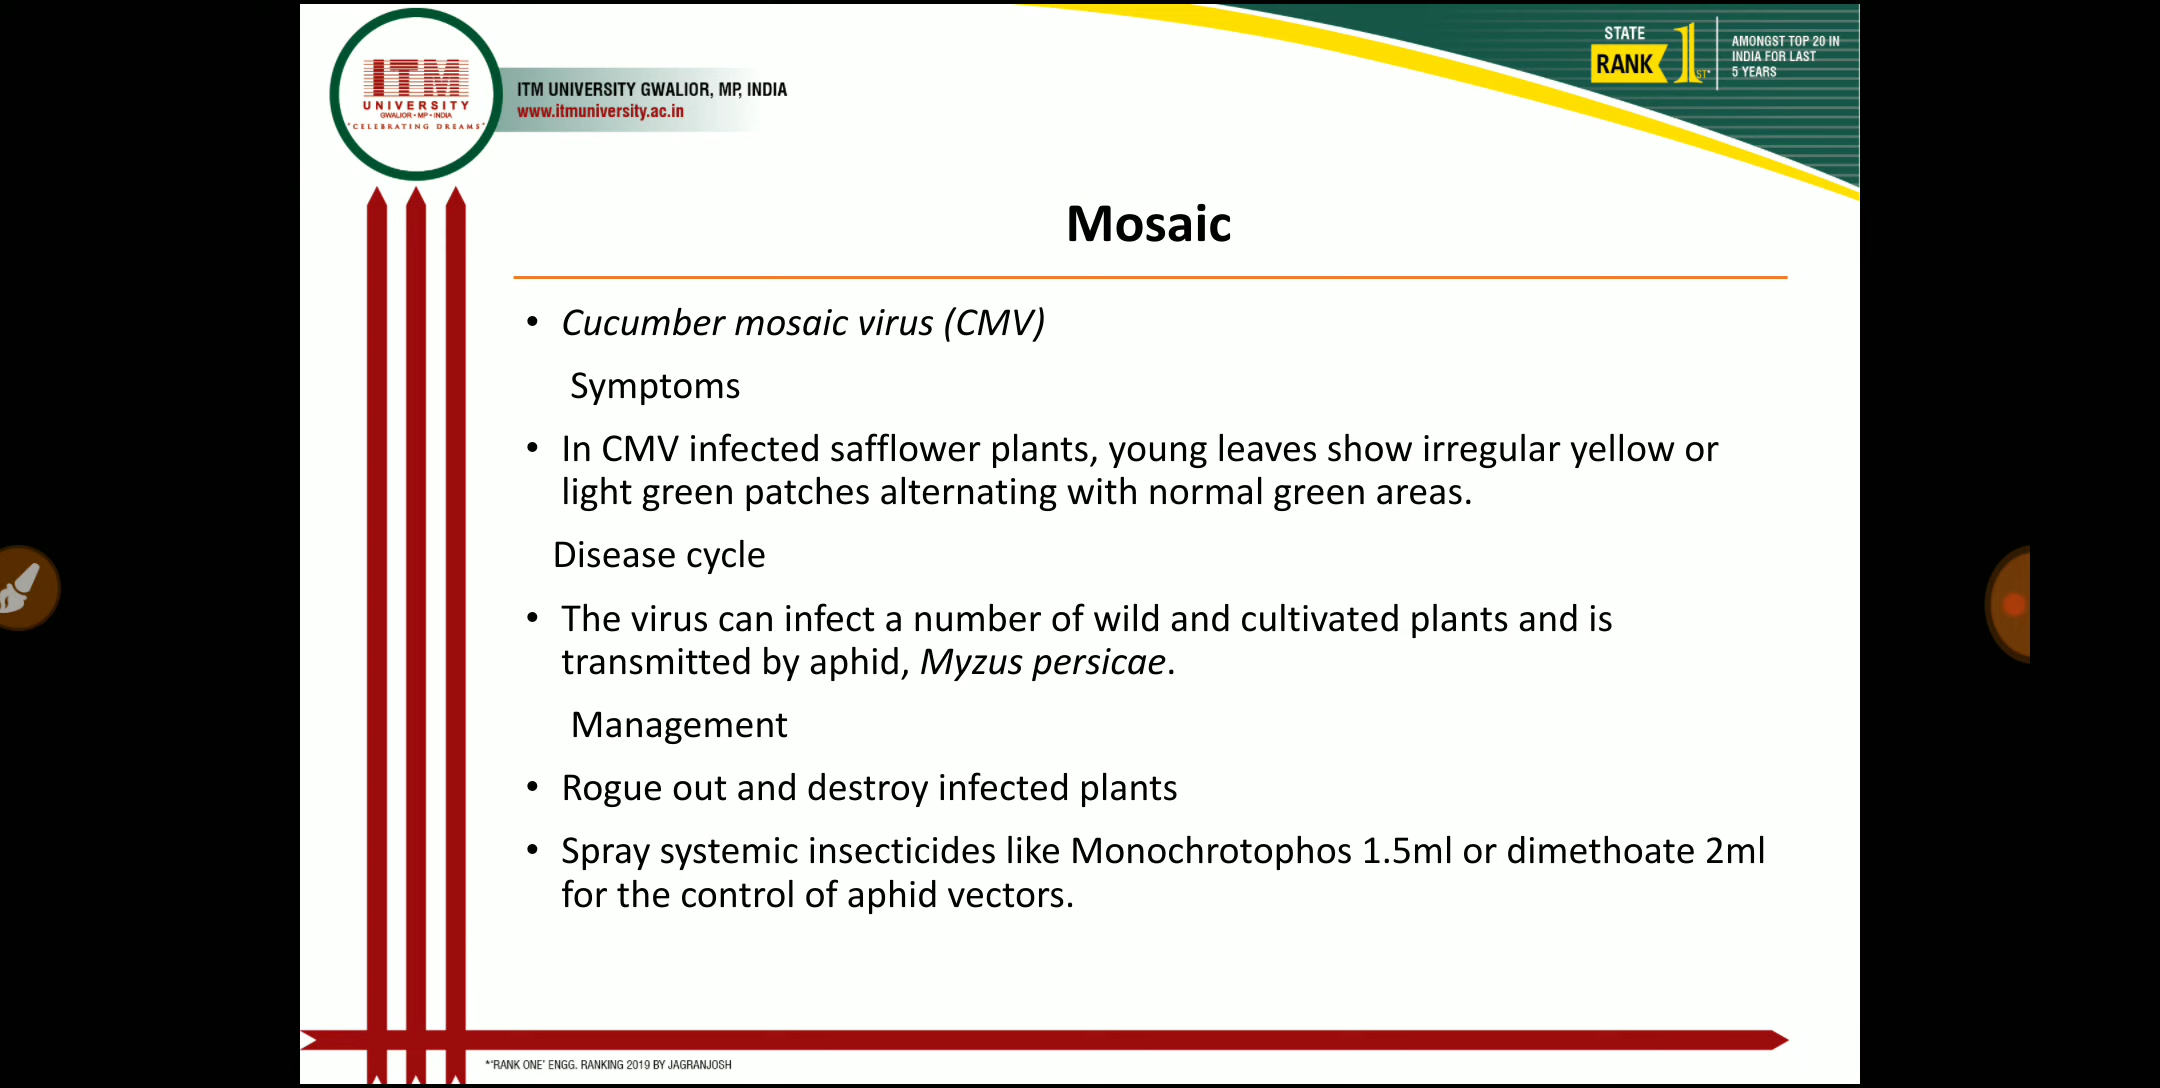 ITM
UNIVERSITY
GWALIOR • MP • INDIA
"CELEBRATING DREAMS"
ITM UNIVERSITY GWALIOR, MP, INDIA
www.itmuniversity.ac.in
STATE
RANK 1ST*
AMONGST TOP 20 IN
INDIA FOR LAST
5 YEARS
Mosaic
• Cucumber mosaic virus (CMV)
Symptoms
• In CMV infected safflower plants, young leaves show irregular yellow or
light green patches alternating with normal green areas.
Disease cycle
• The virus can infect a number of wild and cultivated plants and is
transmitted by aphid, Myzus persicae.
Management
• Rogue out and destroy infected plants
• Spray systemic insecticides like Monochrotophos 1.5ml or dimethoate 2ml
for the control of aphid vectors.
*'RANK ONE' ENGG. RANKING 2019 BY JAGRANJOSH